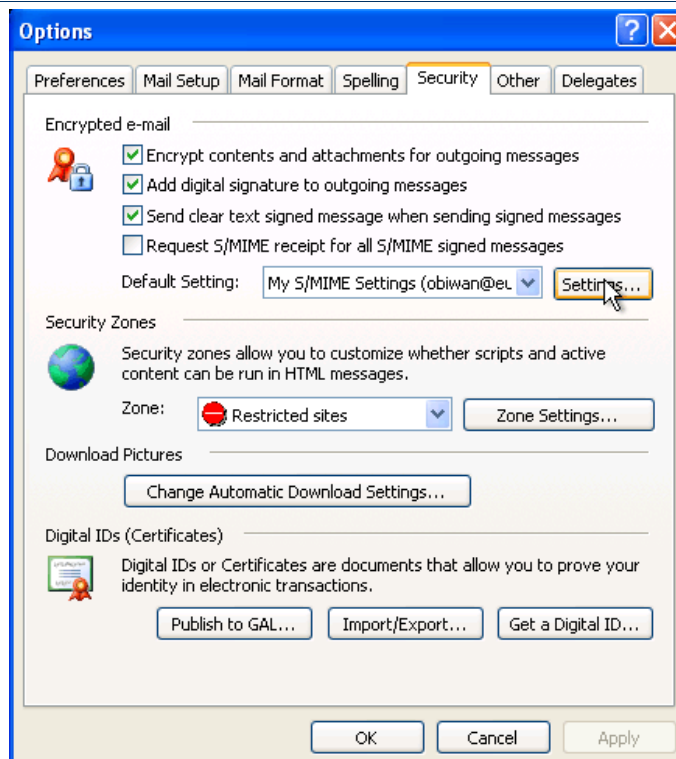 Options
Preferences Mail Setup Mail Format Spelling Security Other Delegates
Encrypted e-mail
Encrypt contents and attachments for outgoing messages
Add digital signature to outgoing messages
Send clear text signed message when sending signed messages
Request S/MIME receipt for all S/MIME signed messages
Default Setting: My S/MIME Settings (obiwan@eu Settings...
Security Zones
Security zones allow you to customize whether scripts and active
content can be run in HTML messages.
Zone: Restricted sites Zone Settings...
Download Pictures
Change Automatic Download Settings...
Digital IDs (Certificates)
Digital IDs or Certificates are documents that allow you to prove your
identity in electronic transactions.
Publish to GAL... Import/Export... Get a Digital ID...
OK Cancel Apply